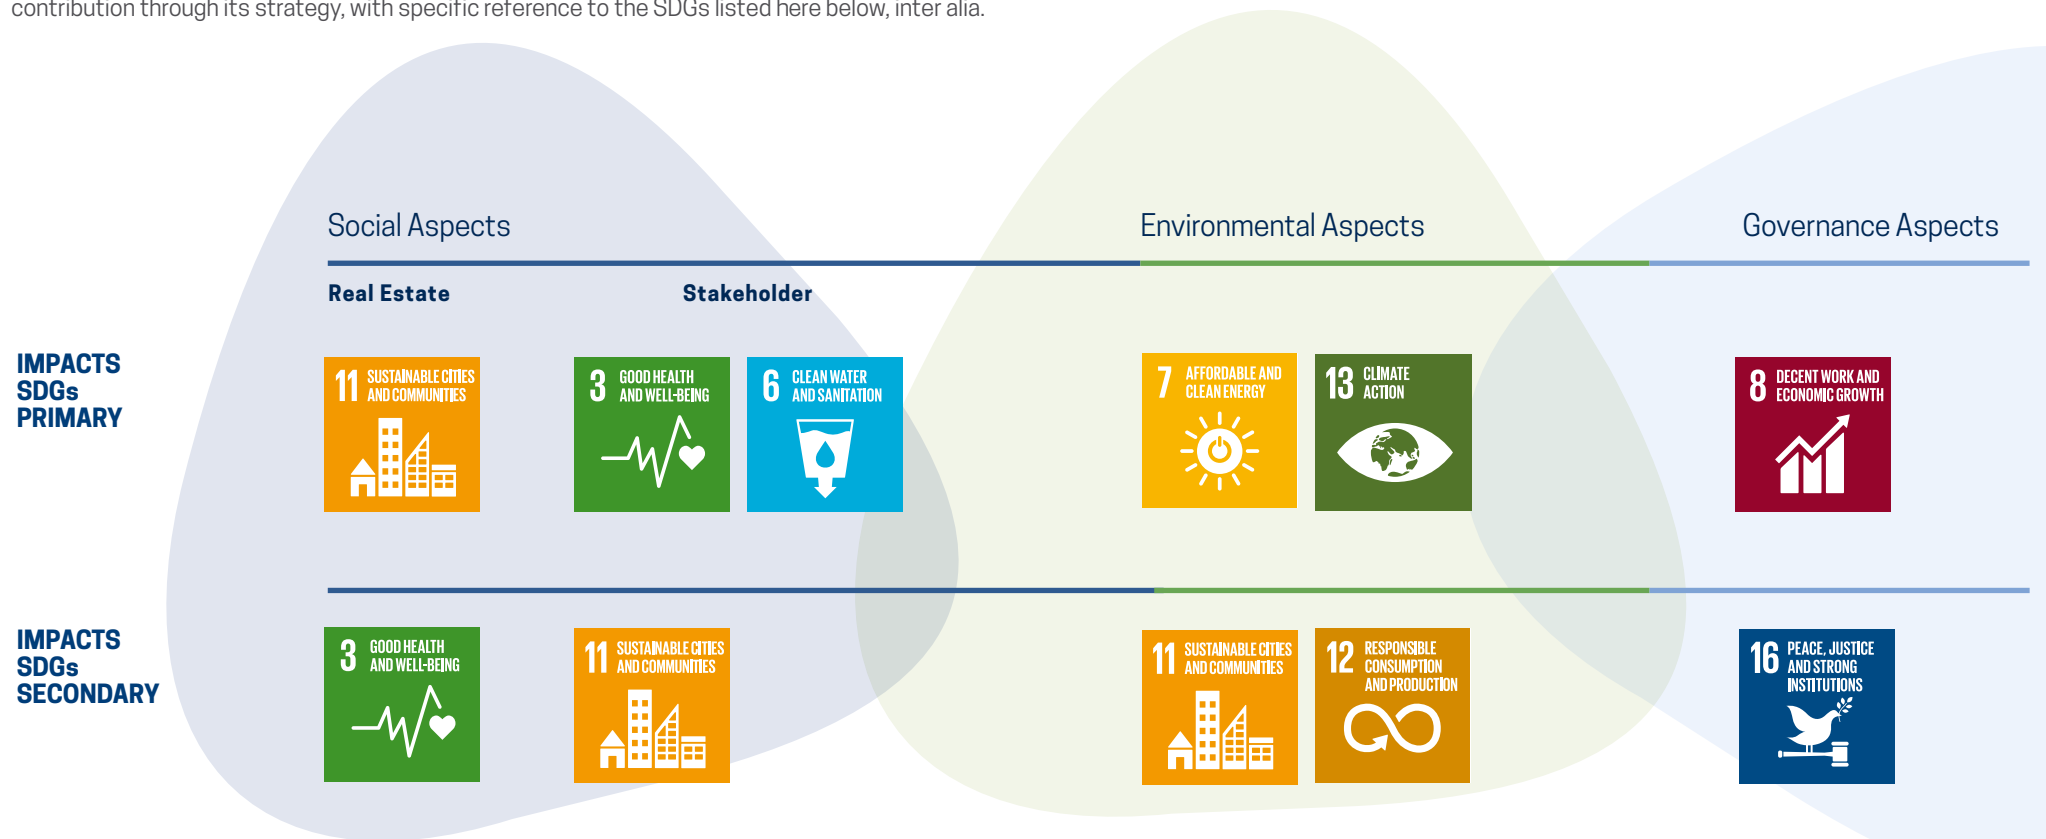 contribution through its strategy, with specific reference to the SDGs listed here below, inter alia.
Social Aspects
Environmental Aspects
Governance Aspects
Real Estate
Stakeholder
IMPACTS
SDGs
PRIMARY
11 SUSTAINABLE CITIES
AND COMMUNITIES
3 GOOD HEALTH
AND WELL-BEING
6 CLEAN WATER
AND SANITATION
7 AFFORDABLE AND
CLEAN ENERGY
13 CLIMATE
ACTION
8 DECENT WORK AND
ECONOMIC GROWTH
IMPACTS
SDGs
SECONDARY
3 GOOD HEALTH
AND WELL-BEING
11 SUSTAINABLE CITIES
AND COMMUNITIES
11 SUSTAINABLE CITIES
AND COMMUNITIES
12 RESPONSIBLE
CONSUMPTION
AND PRODUCTION
16 PEACE, JUSTICE
AND STRONG
INSTITUTIONS